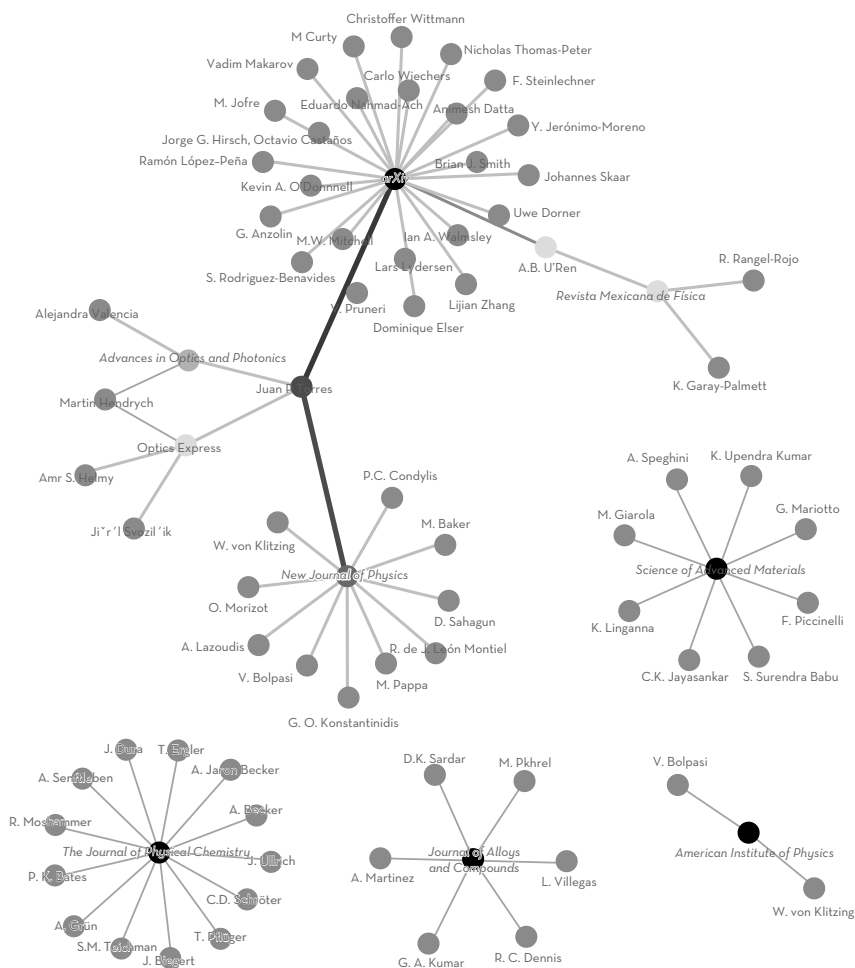 Christoffer Wittmann
M Curty
Nicholas Thomas-Peter
Vadim Makarov
Carlo Wiechers
F. Steinlechner
M. Jofre
Eduardo Nahmad-Ach
Animesh Datta
Y. Jerónimo-Moreno
Jorge G. Hirsch, Octavio Castaños
Ramón López-Peña
Brian J. Smith
arXiv
Johannes Skaar
Kevin A. O'Donnnell
Uwe Dorner
G. Anzolin
M.W. Mitchell
Ian A. Walmsley
R. Rangel-Rojo
S. Rodriguez-Benavides
Lars Lydersen
A.B. U'Ren
Revista Mexicana de Física
V. Pruneri
Lijian Zhang
Alejandra Valencia
Dominique Elser
Advances in Optics and Photonics
Juan P. Torres
K. Garay-Palmett
Martin Hendrych
Optics Express
A. Speghini
K. Upendra Kumar
Amr S. Helmy
P.C. Condylis
M. Giarola
G. Mariotto
Jiˇr´l Svozil´ik
M. Baker
W. von Klitzing
New Journal of Physics
Science of Advanced Materials
O. Morizot
D. Sahagun
K. Linganna
F. Piccinelli
A. Lazoudis
R. de J. León Montiel
V. Bolpasi
M. Pappa
C.K. Jayasankar
S. Surendra Babu
G. O. Konstantinidis
J. Dura
T. Ergler
D.K. Sardar
M. Pkhrel
V. Bolpasi
A. Senftleben
A. Jaron Becker
R. Moshammer
A. Becker
The Journal of Physical Chemistry
J. Ullrich
Journal of Alloys
and Compounds
American Institute of Physics
P. K. Bates
A. Martinez
L. Villegas
C.D. Schröter
W. von Klitzing
A. Grün
T. Pflüger
S.M. Teichman
J. Biegert
G. A. Kumar
R. C. Dennis